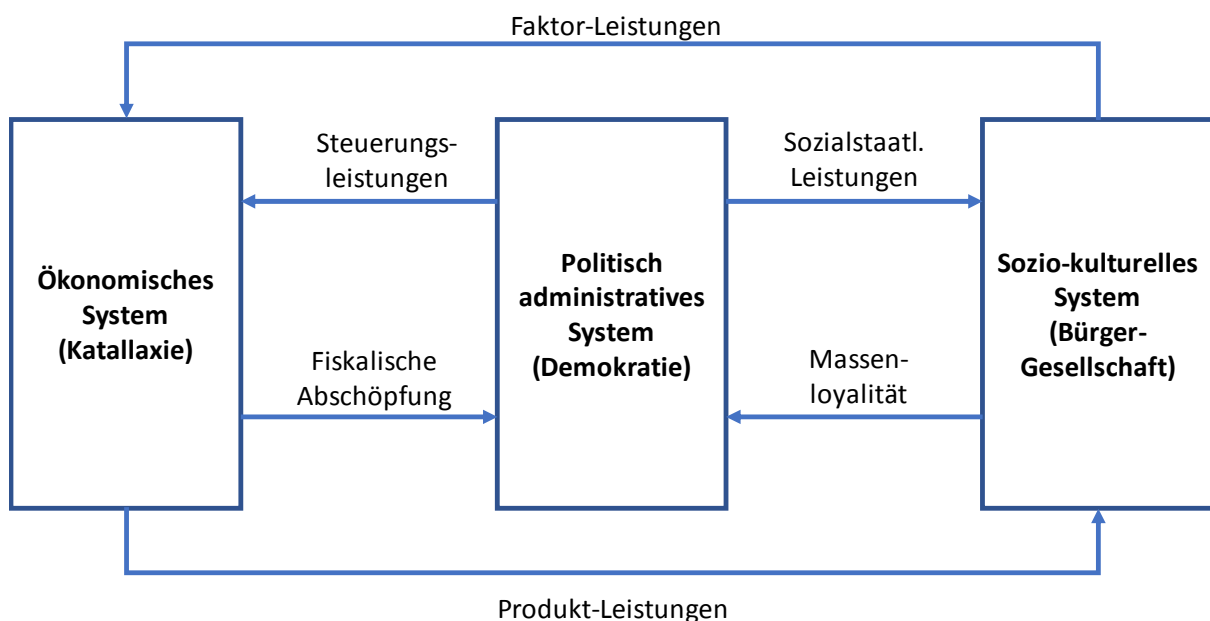 Faktor-Leistungen
Steuerungs-
leistungen
Sozialstaatl.
Leistungen
Ökonomisches
System
(Katallaxie)
Politisch
administratives
System
(Demokratie)
Sozio-kulturelles
System
(Bürger-
Gesellschaft)
Fiskalische
Abschöpfung
Massen-
loyalität
Produkt-Leistungen